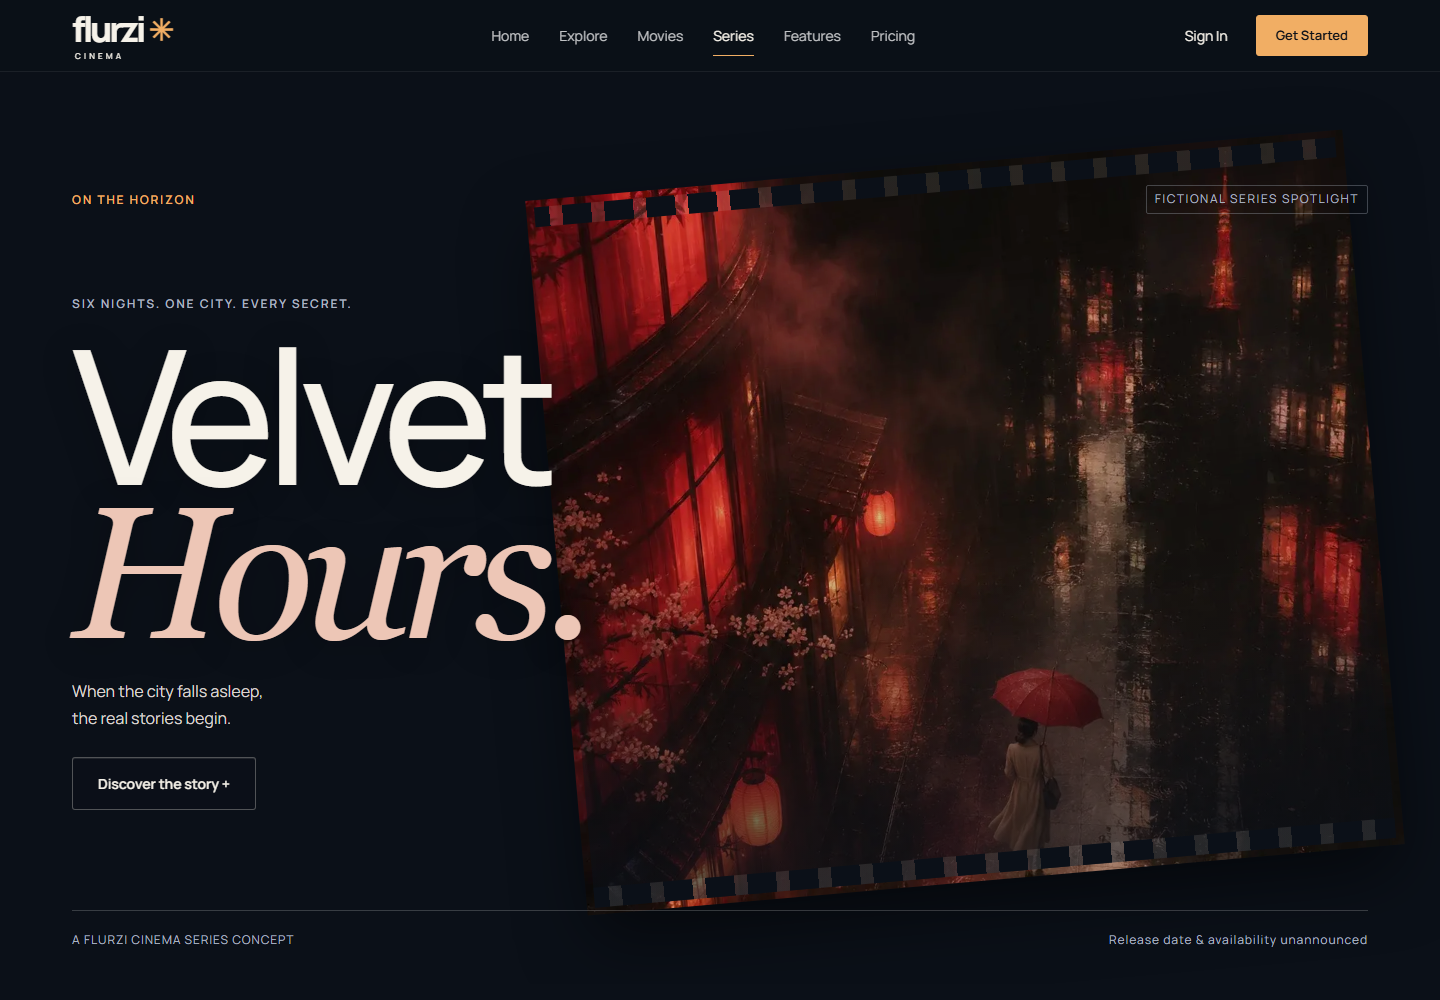 flurzi
CINEMA
Home
Explore
Movies
Series
Features
Pricing
Sign In
Get Started
ON THE HORIZON
FICTIONAL SERIES SPOTLIGHT
SIX NIGHTS. ONE CITY. EVERY SECRET.
Velvet
Hours.
When the city falls asleep,
the real stories begin.
Discover the story +
A FLURZI CINEMA SERIES CONCEPT
Release date & availability unannounced